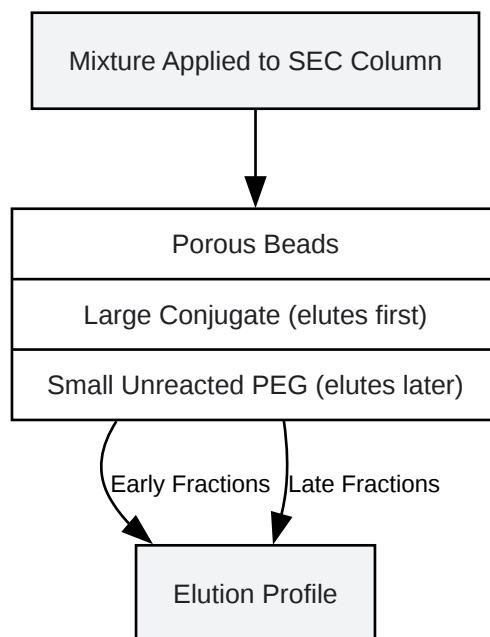 Mixture Applied to SEC Column
Porous Beads
Large Conjugate (elutes first)
Small Unreacted PEG (elutes later)
Early Fractions
Late Fractions
Elution Profile